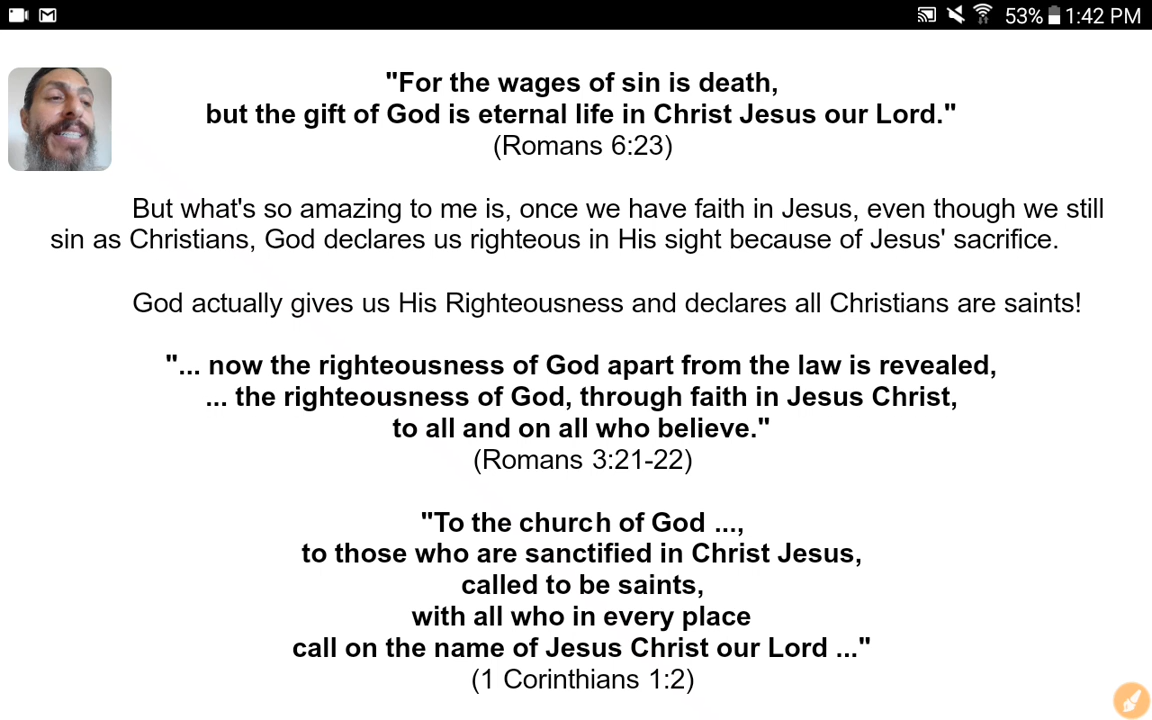 53% 1:42 PM
"For the wages of sin is death,
but the gift of God is eternal life in Christ Jesus our Lord."
(Romans 6:23)
But what's so amazing to me is, once we have faith in Jesus, even though we still
sin as Christians, God declares us righteous in His sight because of Jesus' sacrifice.
God actually gives us His Righteousness and declares all Christians are saints!
"... now the righteousness of God apart from the law is revealed,
... the righteousness of God, through faith in Jesus Christ,
to all and on all who believe."
(Romans 3:21-22)
"To the church of God ...,
to those who are sanctified in Christ Jesus,
called to be saints,
with all who in every place
call on the name of Jesus Christ our Lord ..."
(1 Corinthians 1:2)